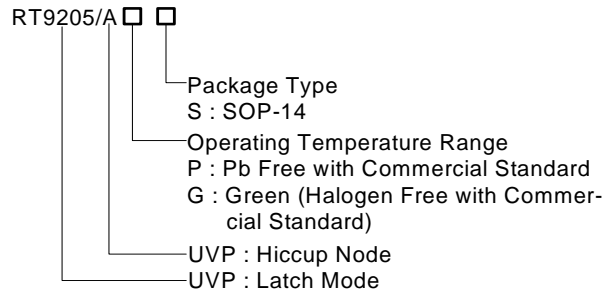 RT9205/A
Package Type
S : SOP-14
Operating Temperature Range
P : Pb Free with Commercial Standard
G : Green (Halogen Free with Commer-
cial Standard)
UVP : Hiccup Node
UVP : Latch Mode